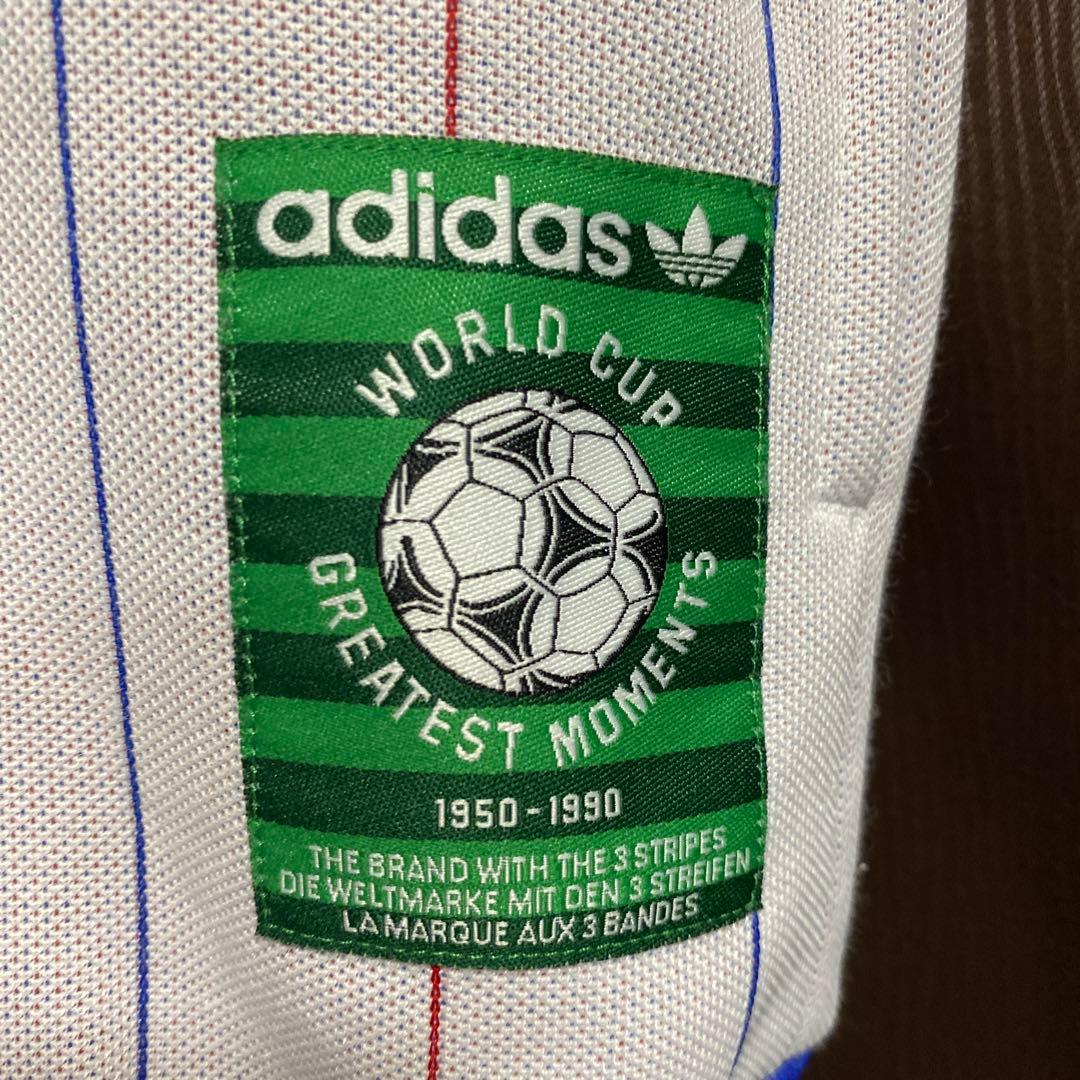 adidas
WORLD CUP
GREATEST MOMENTS
1950-1990
THE BRAND WITH THE 3 STRIPES
DIE WELTMARKE MIT DEN 3 STREIFEN
LA MARQUE AUX 3 BANDES